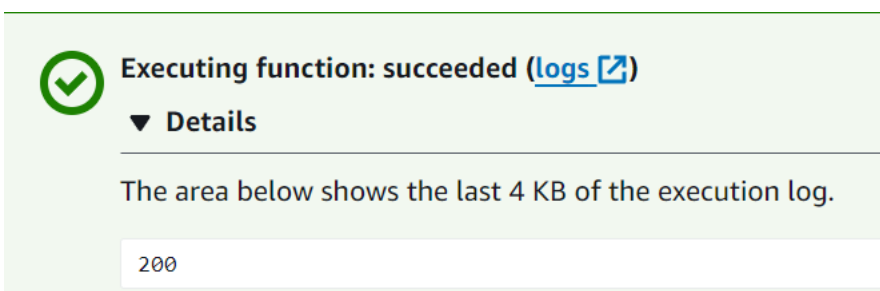 Executing function: succeeded (logs)
Details
The area below shows the last 4 KB of the execution log.
200